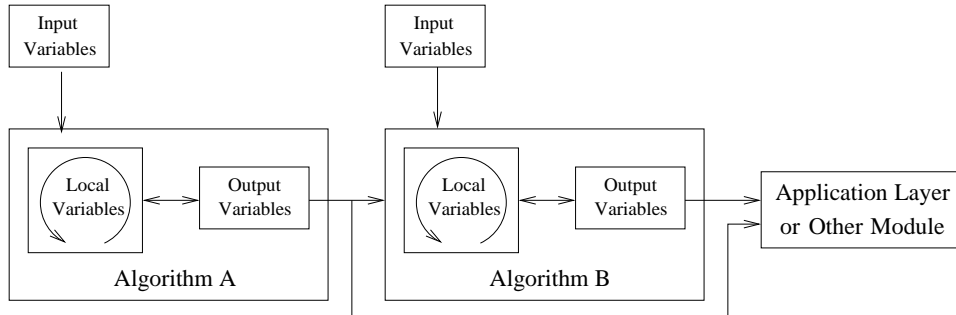 Input
Variables
Input
Variables
Local
Variables
Output
Variables
Algorithm A
Local
Variables
Output
Variables
Algorithm B
Application Layer
or Other Module